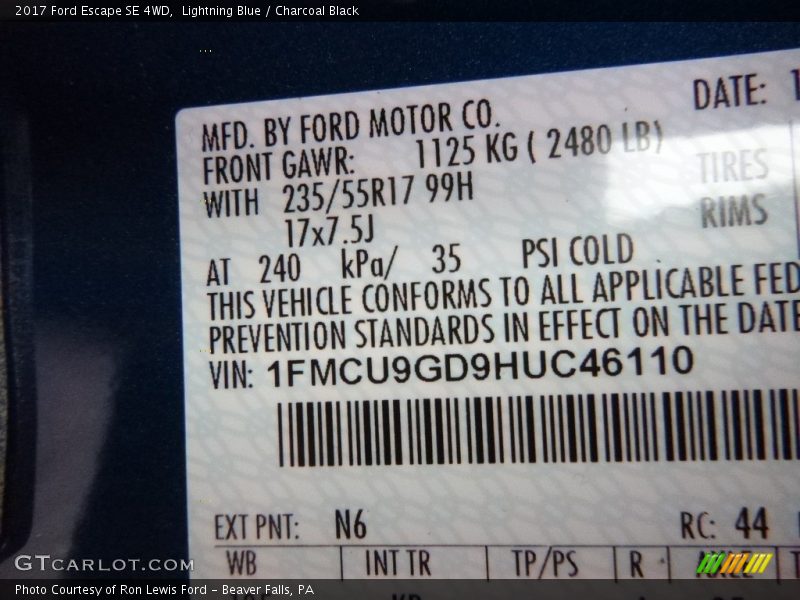 2017 Ford Escape SE 4WD, Lightning Blue / Charcoal Black
DATE:
MFD. BY FORD MOTOR CO.
FRONT GAWR: 1125 KG ( 2480 LB)
WITH 235/55R17 99H TIRES
17x7.5J RIMS
AT 240 kPa/ 35 PSI COLD
THIS VEHICLE CONFORMS TO ALL APPLICABLE FED
PREVENTION STANDARDS IN EFFECT ON THE DATE
VIN: 1FMCU9GD9HUC46110
EXT PNT: N6 RC: 44
WB INT TR TP/PS R
GTCARLOT.COM
Photo Courtesy of Ron Lewis Ford - Beaver Falls, PA